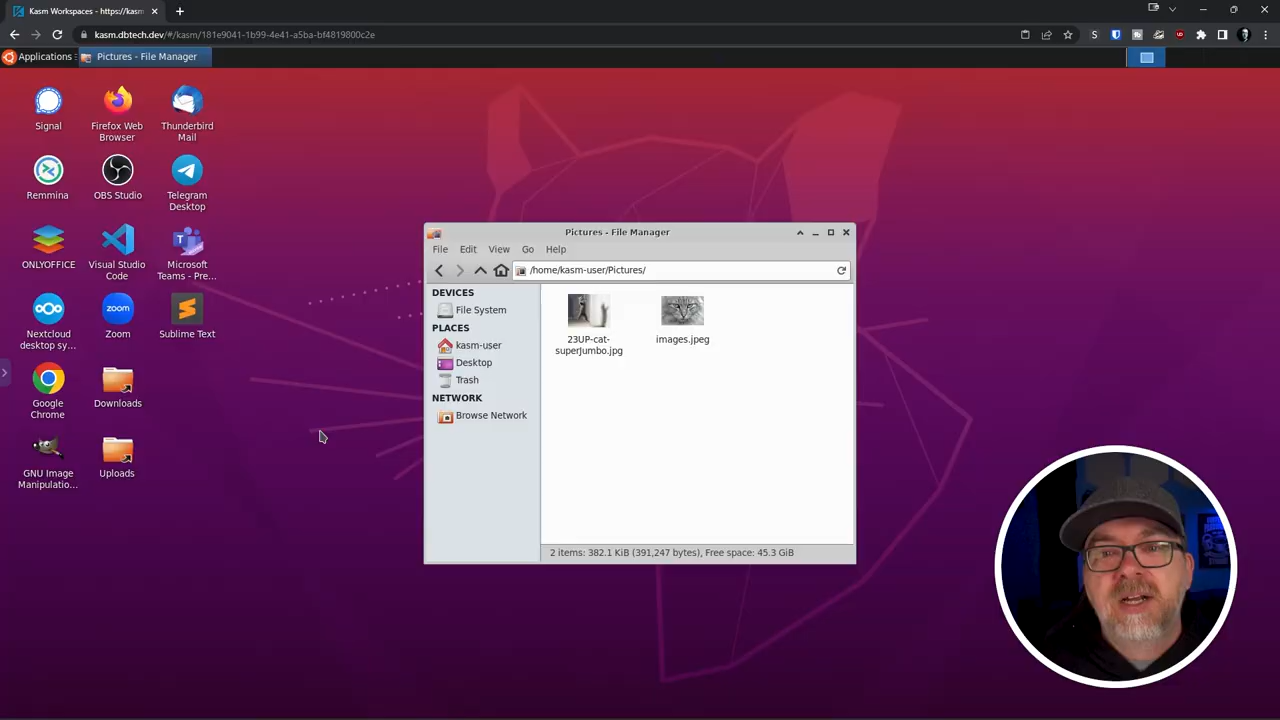 Kasm Workspaces - https://kasm
kasm.dbtech.dev/#/kasm/181e9041-1b99-4e41-a5ba-bf4819800c2e
Applications
Pictures - File Manager
Signal
Firefox Web
Browser
Thunderbird
Mail
Remmina
OBS Studio
Telegram
Desktop
ONLYOFFICE
Visual Studio
Code
Microsoft
Teams - Pre...
Nextcloud
desktop sy...
zoom
Zoom
Sublime Text
Google
Chrome
Downloads
GNU Image
Manipulatio...
Uploads
Pictures - File Manager
File Edit View Go Help
/home/kasm-user/Pictures/
DEVICES
File System
PLACES
kasm-user
Desktop
Trash
NETWORK
Browse Network
23UP-cat-
superJumbo.jpg
images.jpeg
2 items: 382.1 KiB (391,247 bytes), Free space: 45.3 GiB